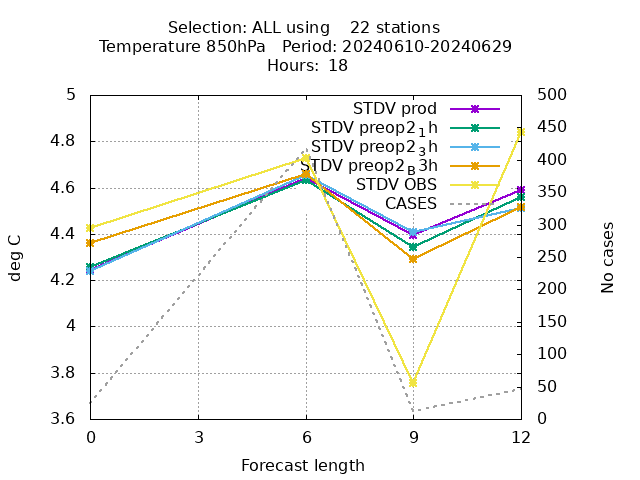 Selection: ALL using 22 stations
Temperature 850hPa Period: 20240610-20240629
Hours: 18
STDV prod
STDV preop2_1h
STDV preop2_3h
STDV preop2_B3h
STDV OBS
CASES
5
4.8
4.6
4.4
4.2
4
3.8
3.6
deg C
500
450
400
350
300
250
200
150
100
50
0
No cases
0 3 6 9 12
Forecast length